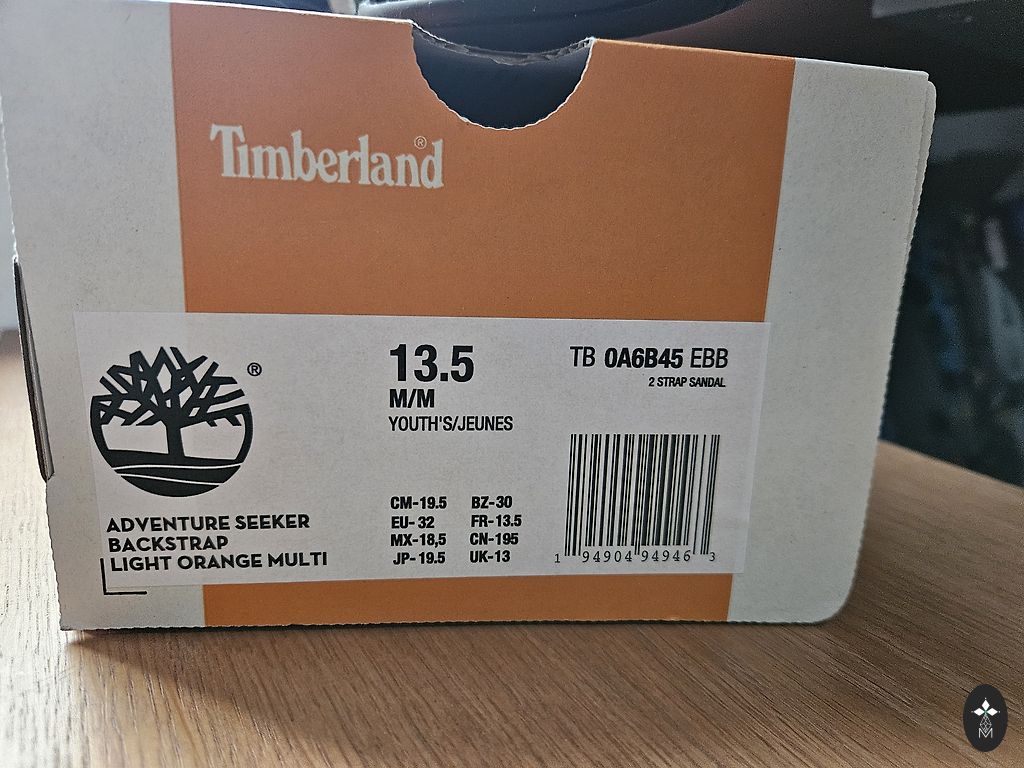 Timberland®
®
ADVENTURE SEEKER
BACKSTRAP
LIGHT ORANGE MULTI
13.5
M/M
YOUTH'S/JEUNES
CM-19.5 BZ-30
EU- 32 FR-13.5
MX-18,5 CN-195
JP- 19.5 UK-13
TB 0A6B45 EBB
2 STRAP SANDAL
1 94904 94946 3
M